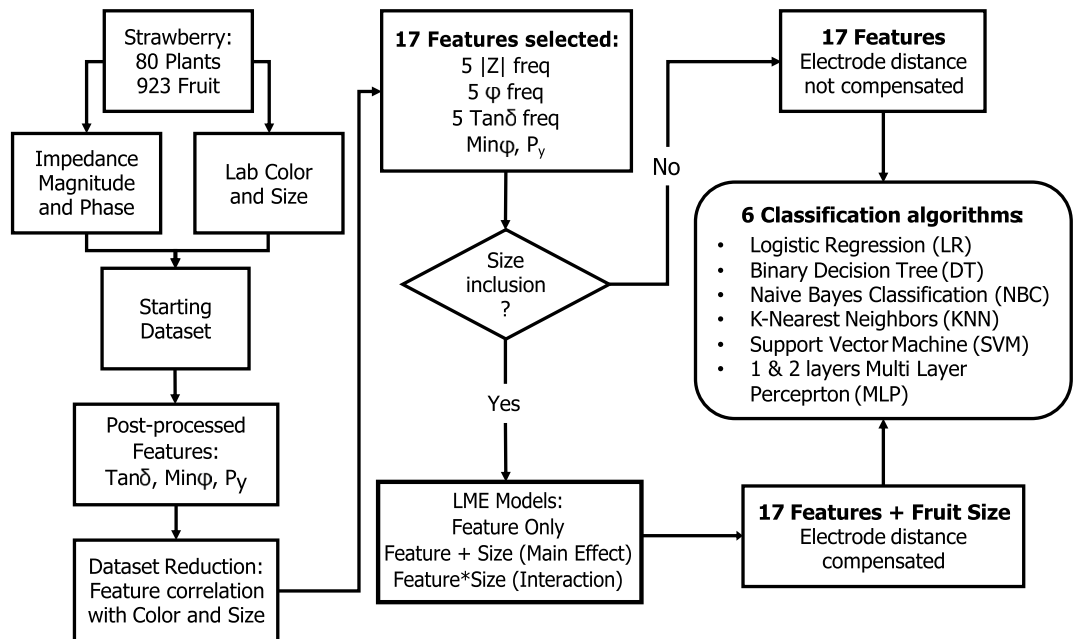 Strawberry:
80 Plants
923 Fruit
Impedance
Magnitude
and Phase
Lab Color
and Size
Starting
Dataset
Post-processed
Features:
Tanδ, Minφ, Py
Dataset Reduction:
Feature correlation
with Color and Size
17 Features selected:
5 |Z| freq
5 φ freq
5 Tanδ freq
Minφ, Py
Size
inclusion
?
No
Yes
LME Models:
Feature Only
Feature + Size (Main Effect)
Feature*Size (Interaction)
17 Features
Electrode distance
not compensated
6 Classification algorithms:
• Logistic Regression (LR)
• Binary Decision Tree (DT)
• Naive Bayes Classification (NBC)
• K-Nearest Neighbors (KNN)
• Support Vector Machine (SVM)
• 1 & 2 layers Multi Layer
Perceprton (MLP)
17 Features + Fruit Size
Electrode distance
compensated